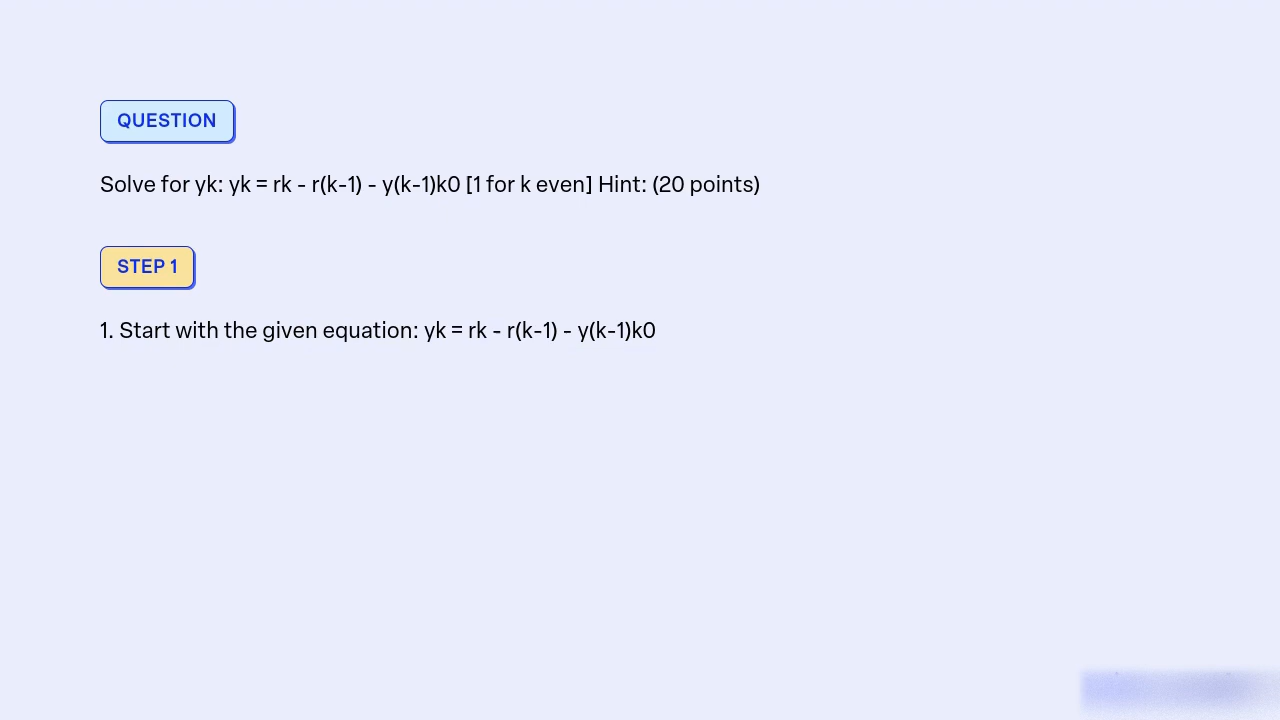 QUESTION
Solve for yk: yk = rk - r(k-1) - y(k-1)k0 [1 for k even] Hint: (20 points)
STEP 1
1. Start with the given equation: yk = rk - r(k-1) - y(k-1)k0